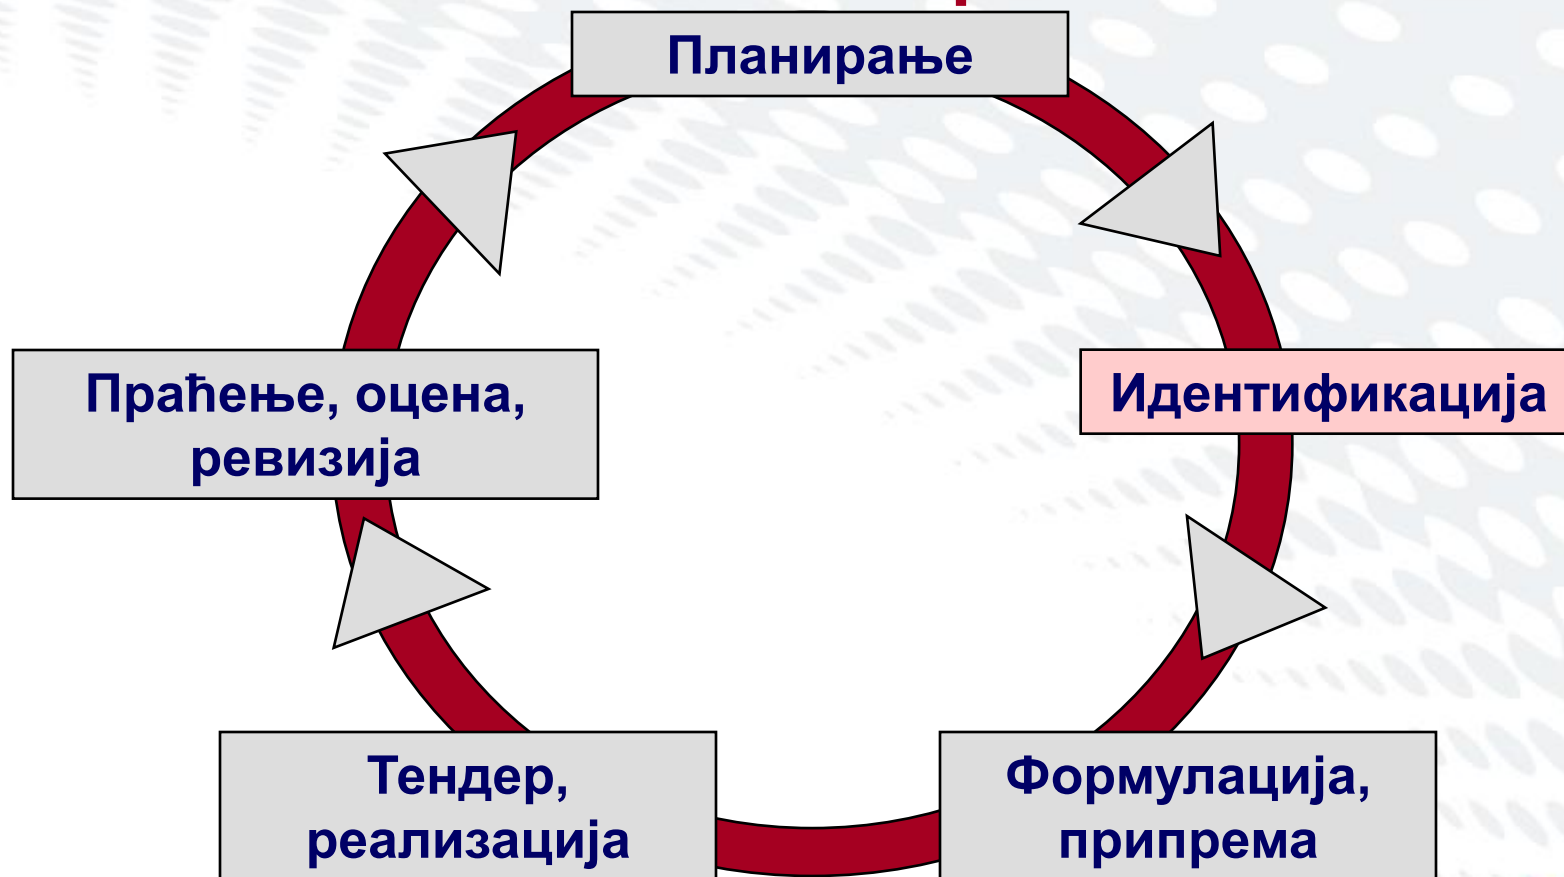 Планирање
Идентификација
Праћење, оцена,
ревизија
Тендер,
реализација
Формулација,
припрема